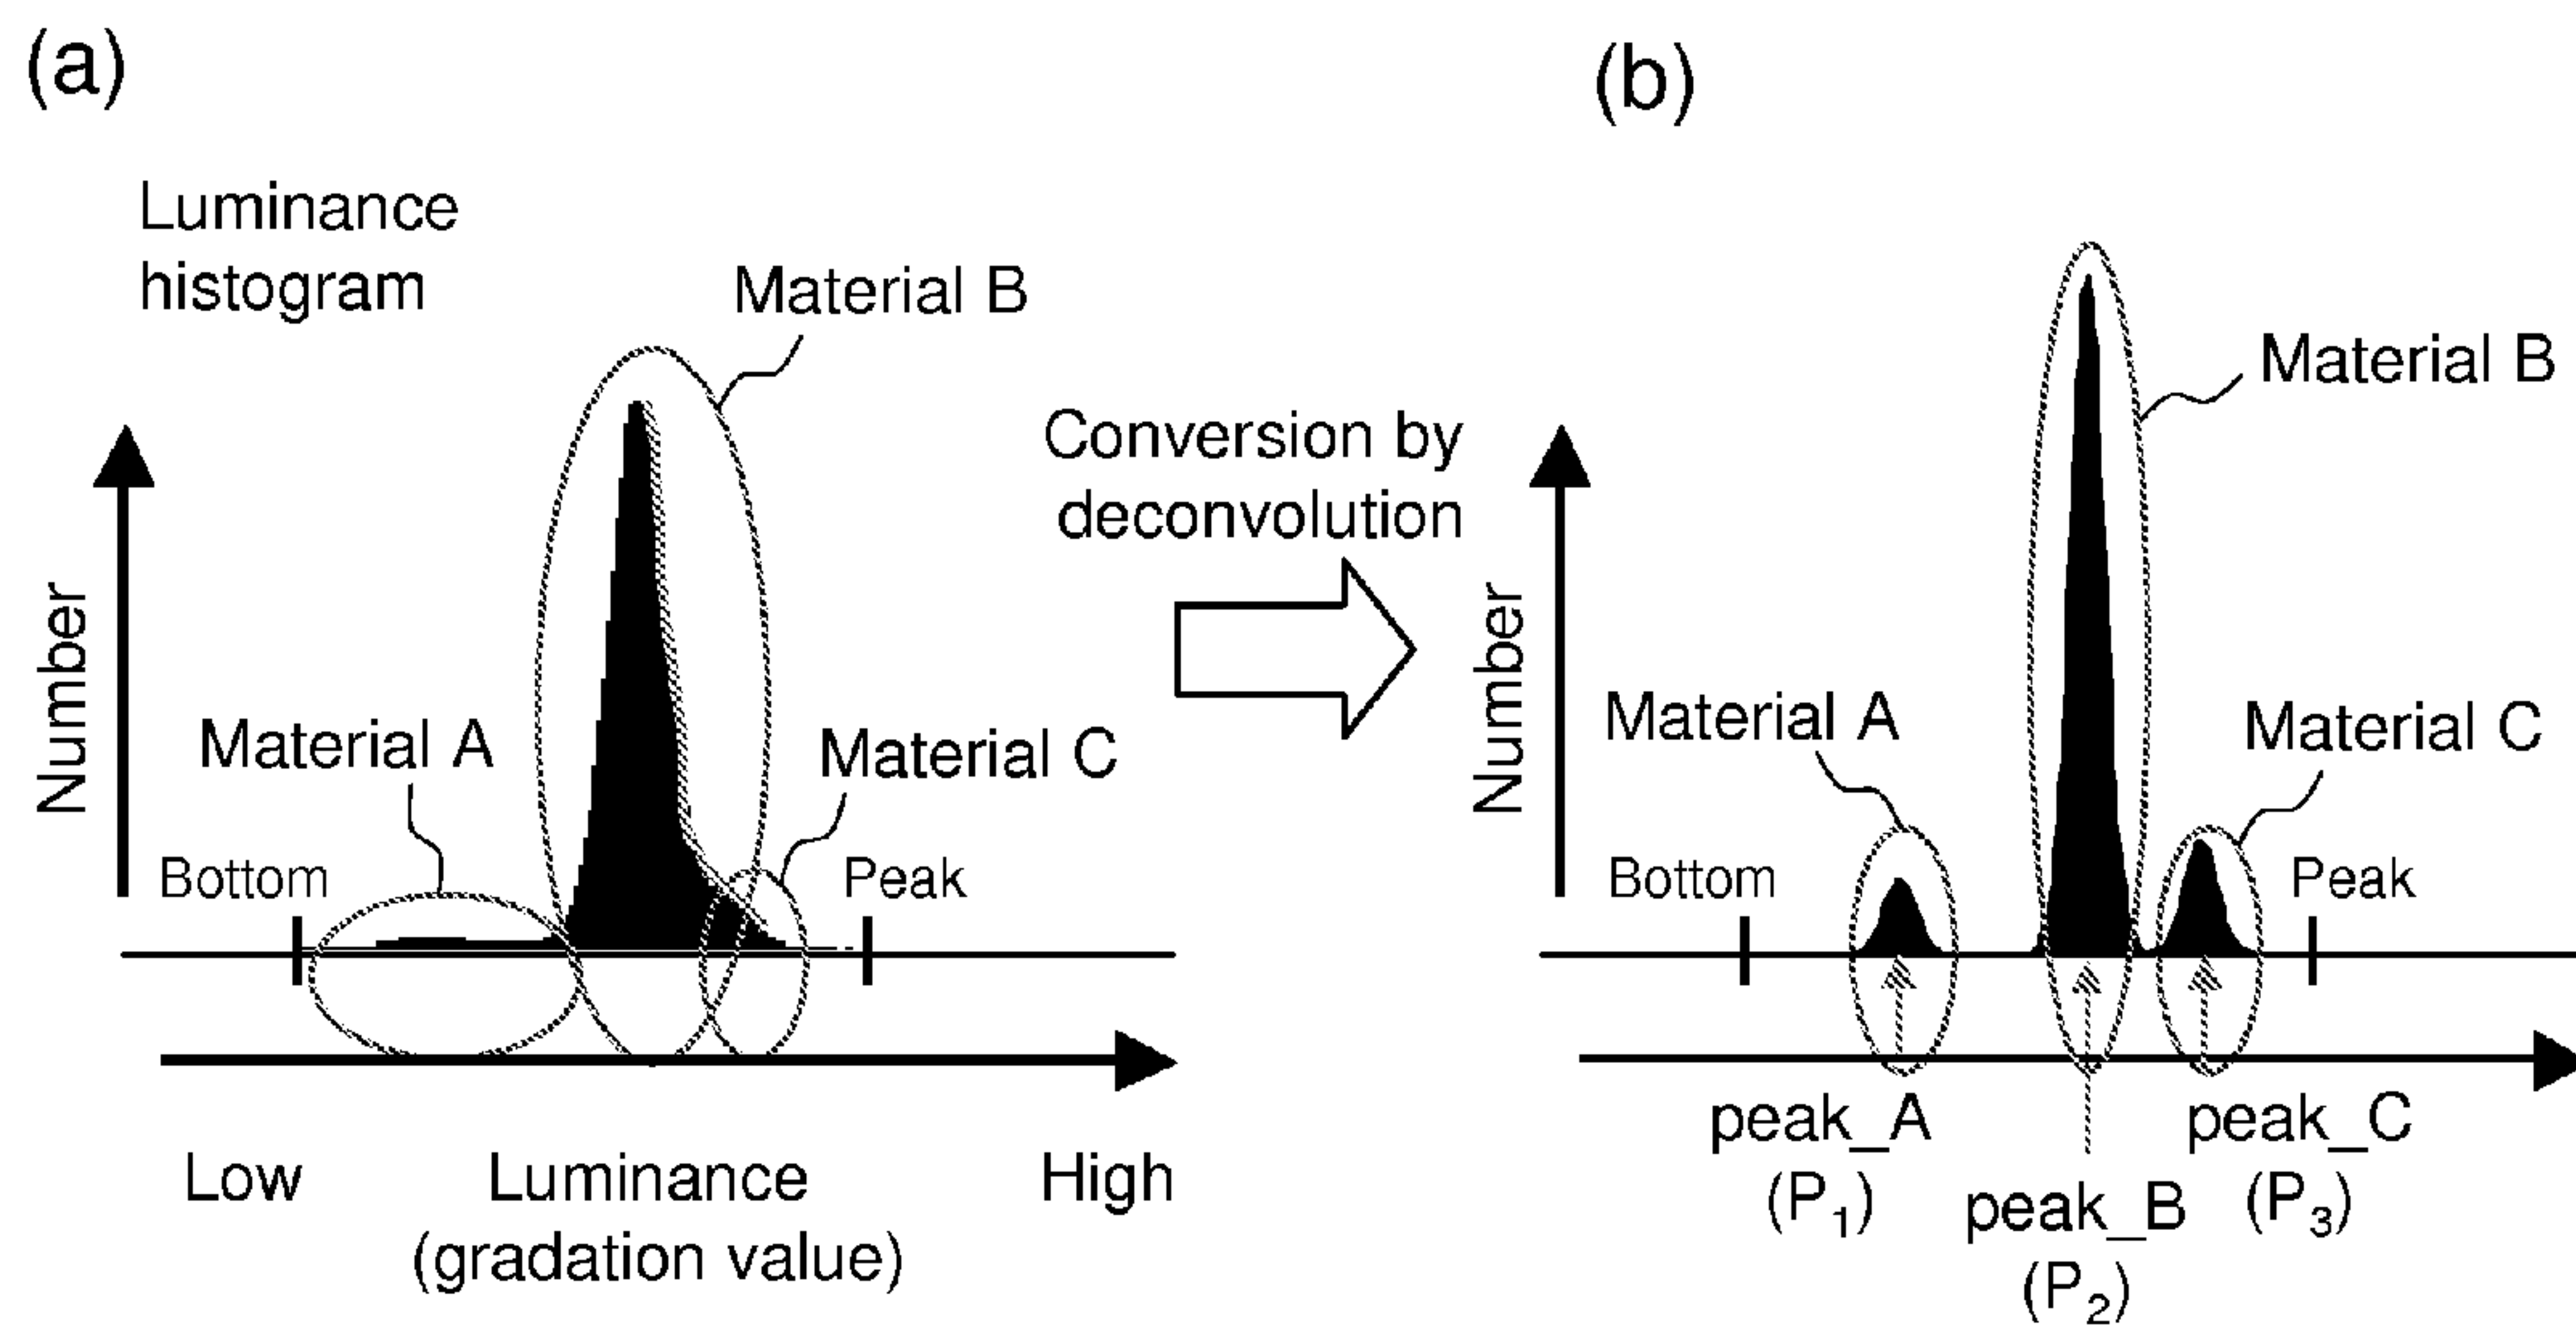 (a)
Luminance
histogram
Material B
Number
Material A
Material C
Bottom
Peak
Low
Luminance
(gradation value)
High
Conversion by
deconvolution
(b)
Material B
Number
Material A
Material C
Bottom
Peak
peak_A
(P1)
peak_B
(P2)
peak_C
(P3)